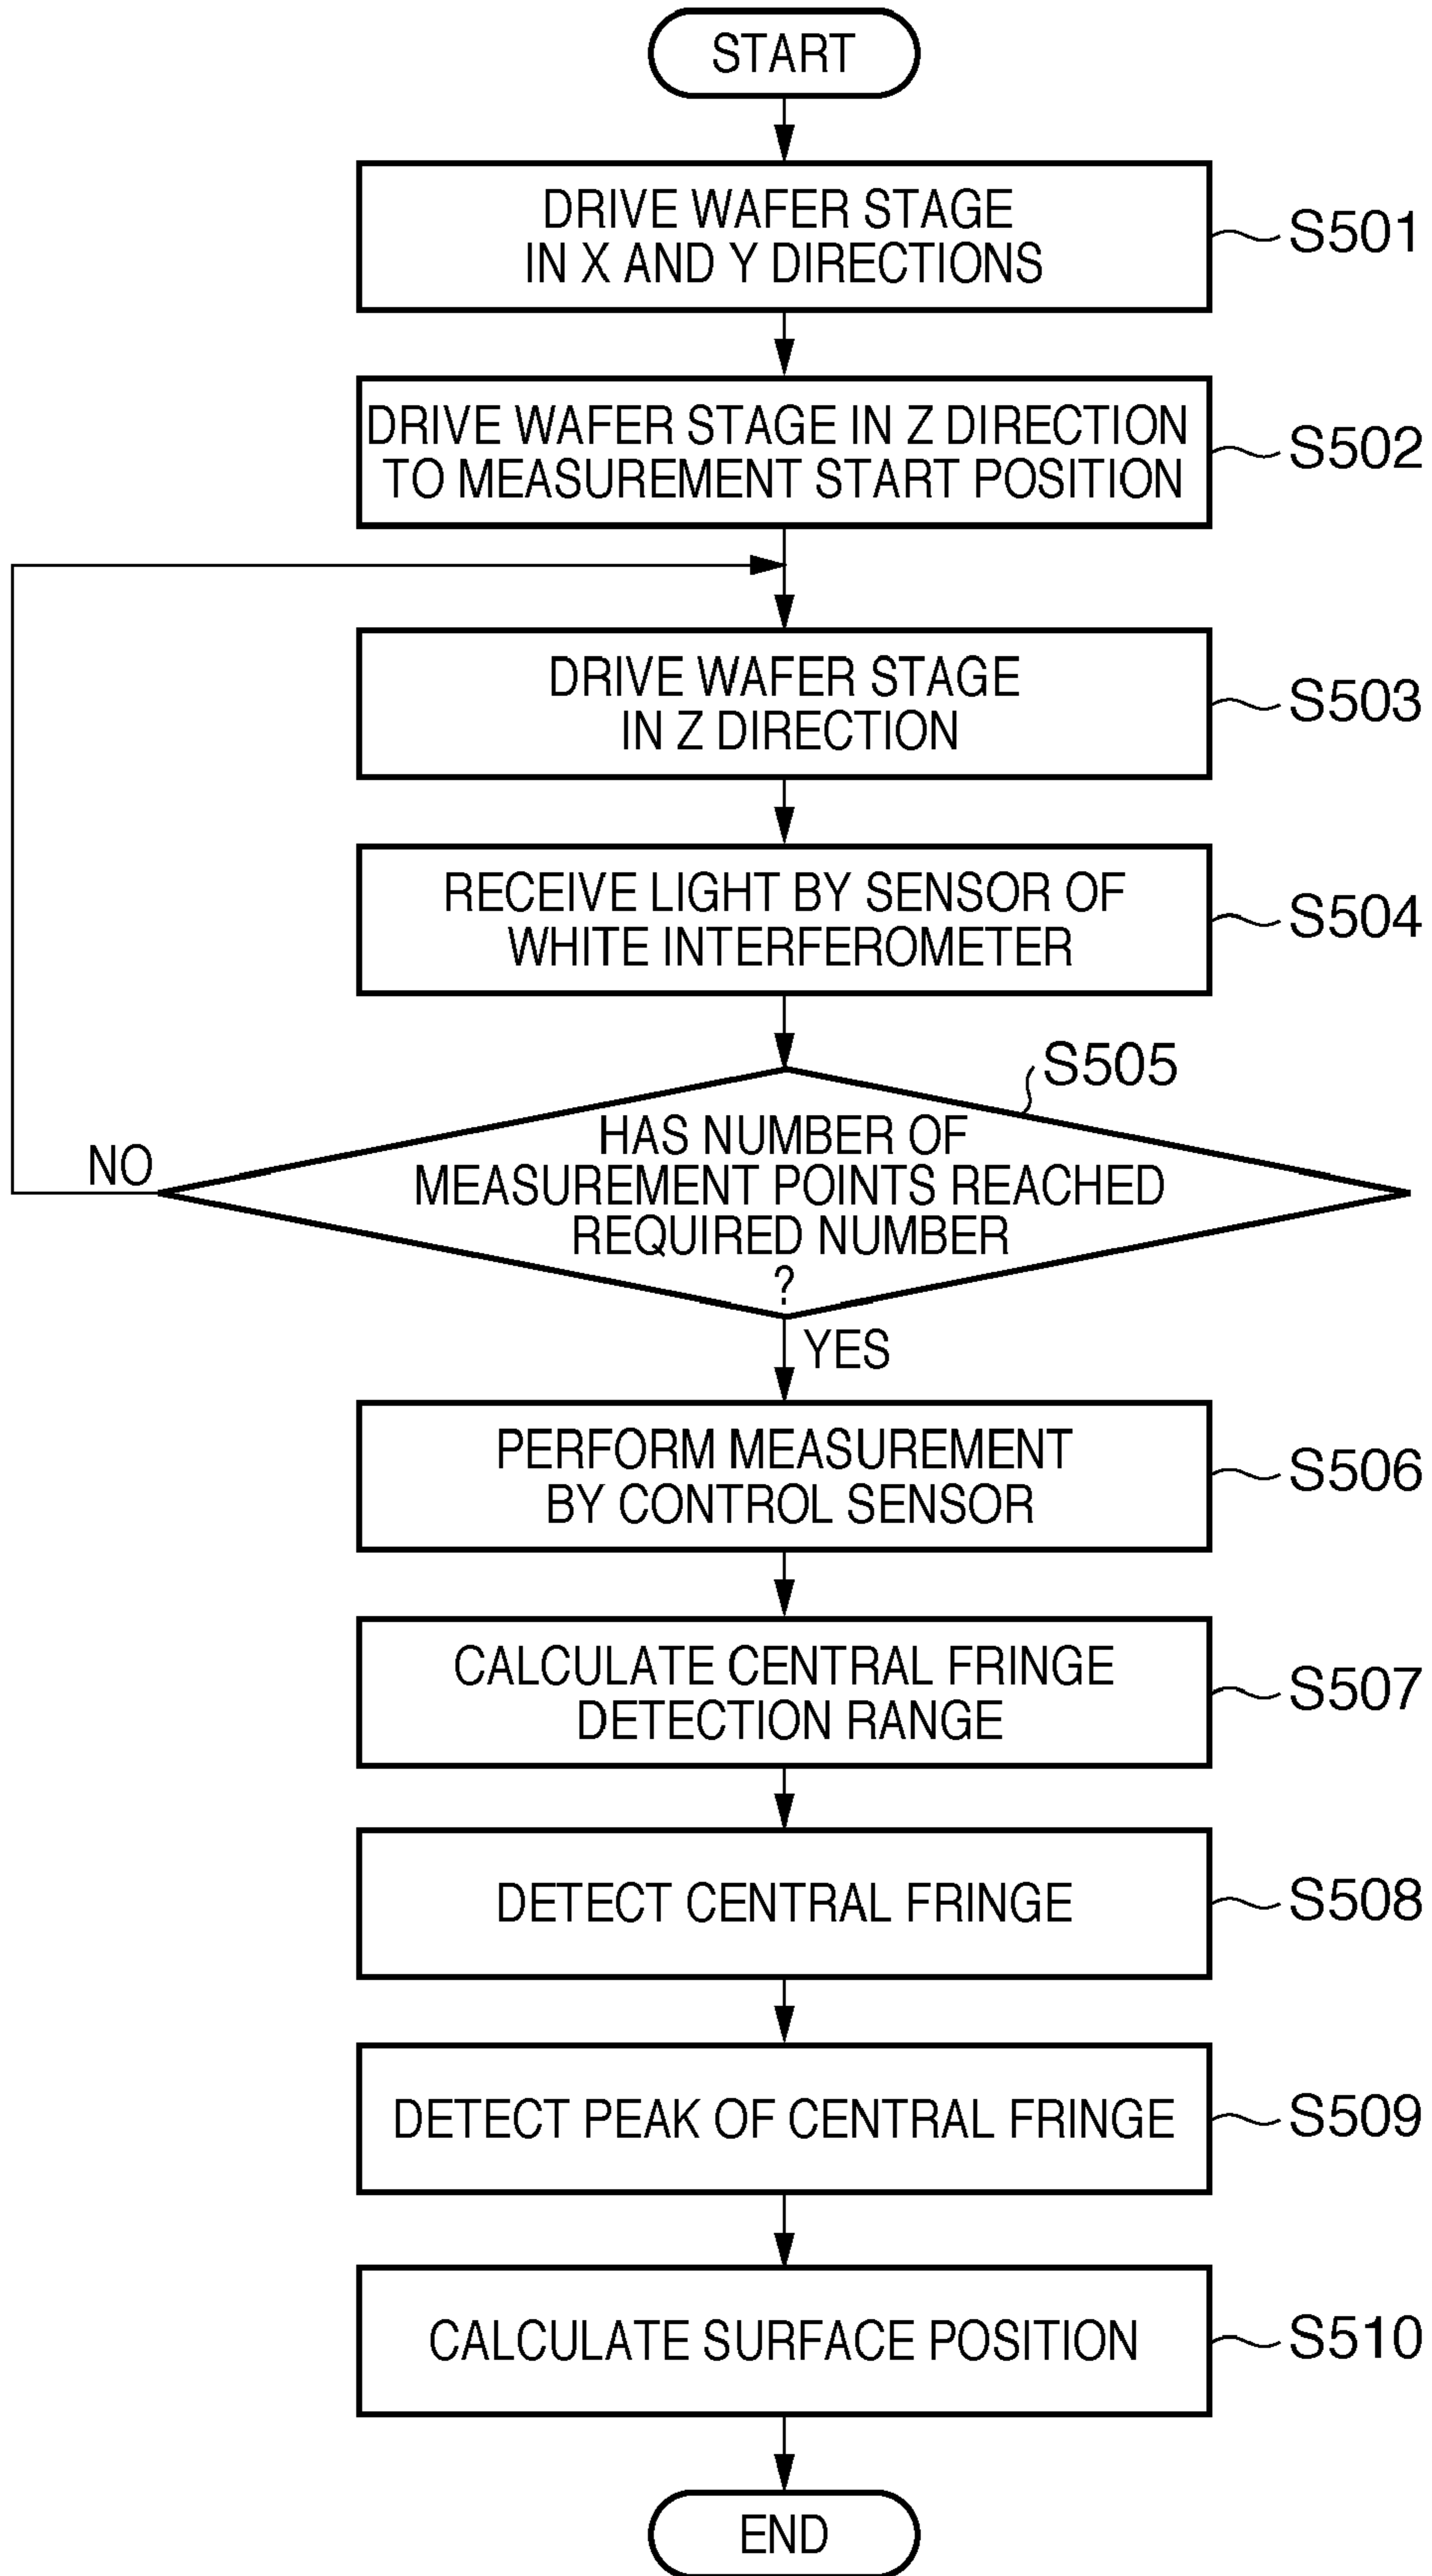 START
DRIVE WAFER STAGE
IN X AND Y DIRECTIONS
S501
DRIVE WAFER STAGE IN Z DIRECTION
TO MEASUREMENT START POSITION
S502
DRIVE WAFER STAGE
IN Z DIRECTION
S503
RECEIVE LIGHT BY SENSOR OF
WHITE INTERFEROMETER
S504
S505
HAS NUMBER OF
MEASUREMENT POINTS REACHED
REQUIRED NUMBER
?
NO
YES
PERFORM MEASUREMENT
BY CONTROL SENSOR
S506
CALCULATE CENTRAL FRINGE
DETECTION RANGE
S507
DETECT CENTRAL FRINGE
S508
DETECT PEAK OF CENTRAL FRINGE
S509
CALCULATE SURFACE POSITION
S510
END